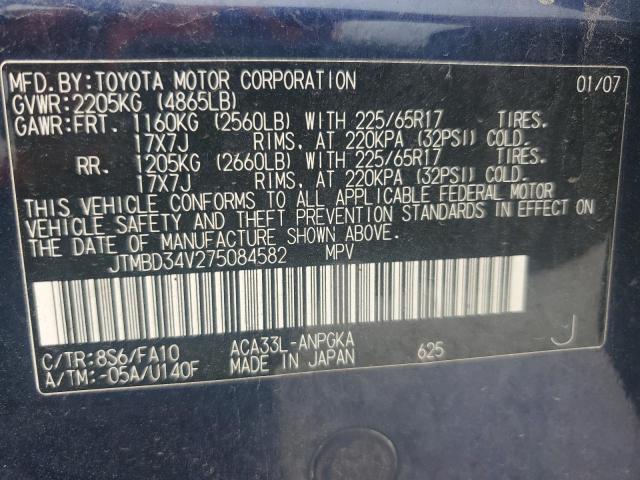 MFD.BY:TOYOTA MOTOR CORPORATION 01/07
GVWR:2205KG (4865LB)
GAWR:FRT. 1160KG (2560LB) WITH 225/65R17 TIRES.
17X7J RIMS, AT 220KPA (32PSI) COLD.
RR. 1205KG (2660LB) WITH 225/65R17 TIRES.
17X7J RIMS, AT 220KPA (32PSI) COLD.
THIS VEHICLE CONFORMS TO ALL APPLICABLE FEDERAL MOTOR
VEHICLE SAFETY AND THEFT PREVENTION STANDARDS IN EFFECT ON
THE DATE OF MANUFACTURE SHOWN ABOVE.
JTMBD34V275084582 MPV
C/TR:8S6/FA10 ACA33L-ANPGKA 625 J
A/TM:-05A/U140F MADE IN JAPAN